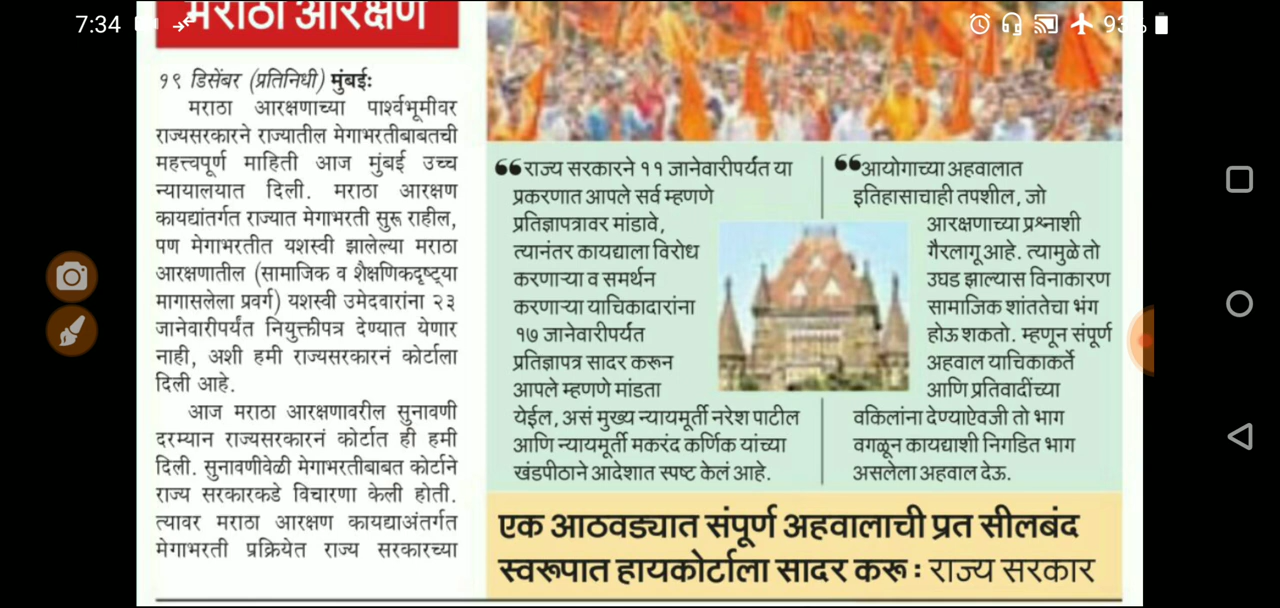 7:34
93%
मराठा आरक्षण
१९ डिसेंबर (प्रतिनिधी) मुंबई:
मराठा आरक्षणाच्या पार्श्वभूमीवर
राज्यसरकारने राज्यातील मेगाभरतीबाबतची
महत्त्वपूर्ण माहिती आज मुंबई उच्च
न्यायालयात दिली. मराठा आरक्षण
कायद्यांतर्गत राज्यात मेगाभरती सुरू राहील,
पण मेगाभरतीत यशस्वी झालेल्या मराठा
आरक्षणातील (सामाजिक व शैक्षणिकदृष्ट्या
मागासलेला प्रवर्ग) यशस्वी उमेदवारांना २३
जानेवारीपर्यंत नियुक्तीपत्र देण्यात येणार
नाही, अशी हमी राज्यसरकारनं कोर्टाला
दिली आहे.
आज मराठा आरक्षणावरील सुनावणी
दरम्यान राज्यसरकारनं कोर्टात ही हमी
दिली. सुनावणीवेळी मेगाभरतीबाबत कोर्टाने
राज्य सरकारकडे विचारणा केली होती.
त्यावर मराठा आरक्षण कायद्याअंतर्गत
मेगाभरती प्रक्रियेत राज्य सरकारच्या
❝राज्य सरकारने ११ जानेवारीपर्यंत या
प्रकरणात आपले सर्व म्हणणे
प्रतिज्ञापत्रावर मांडावे,
त्यानंतर कायद्याला विरोध
करणाऱ्या व समर्थन
करणाऱ्या याचिकादारांना
१७ जानेवारीपर्यंत
प्रतिज्ञापत्र सादर करून
आपले म्हणणे मांडता
येईल, असं मुख्य न्यायमूर्ती नरेश पाटील
आणि न्यायमूर्ती मकरंद कर्णिक यांच्या
खंडपीठाने आदेशात स्पष्ट केलं आहे.
❝आयोगाच्या अहवालात
इतिहासाचाही तपशील, जो
आरक्षणाच्या प्रश्नाशी
गैरलागू आहे. त्यामुळे तो
उघड झाल्यास विनाकारण
सामाजिक शांततेचा भंग
होऊ शकतो. म्हणून संपूर्ण
अहवाल याचिकाकर्ते
आणि प्रतिवादींच्या
वकिलांना देण्याऐवजी तो भाग
वगळून कायद्याशी निगडित भाग
असलेला अहवाल देऊ.
एक आठवड्यात संपूर्ण अहवालाची प्रत सीलबंद
स्वरूपात हायकोर्टाला सादर करू : राज्य सरकार